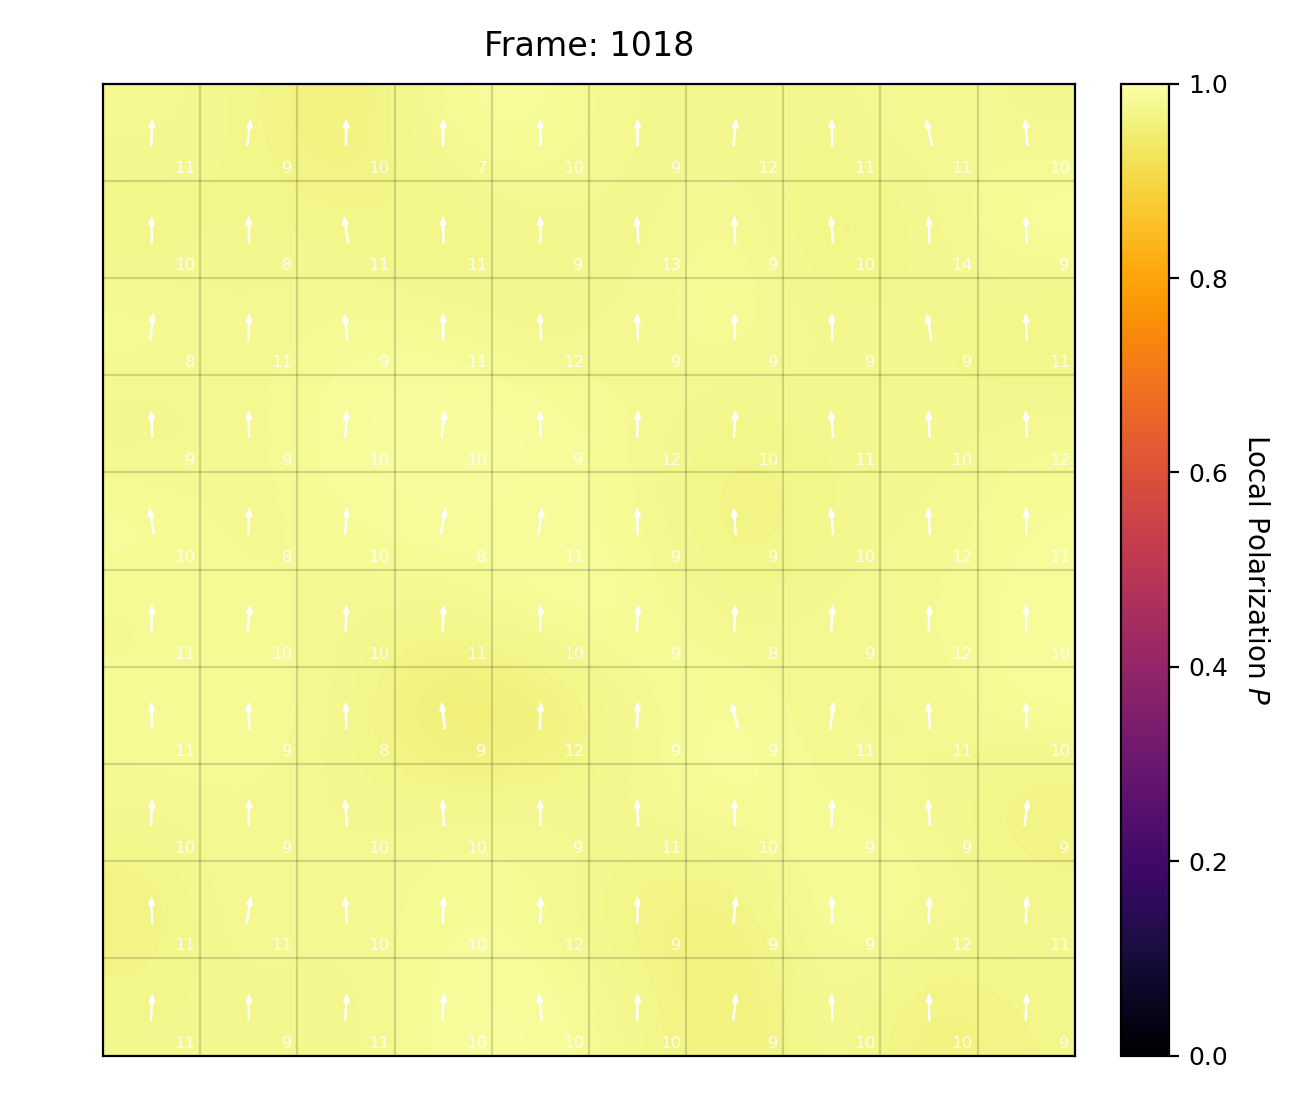 Frame: 1018
11 9 10 7 10 9 12 11 11 10
10 8 11 11 9 13 9 10 14 9
8 11 9 11 12 9 9 9 9 11
9 9 10 10 9 12 10 11 10 12
10 8 10 8 11 9 9 10 12 11
11 10 10 11 10 9 8 9 12 10
11 9 8 9 12 9 9 11 11 10
10 9 10 10 9 11 10 9 9 9
11 11 10 10 12 9 9 9 12 11
11 9 11 10 10 10 9 10 10 9
1.0
0.8
0.6
0.4
0.2
0.0
Local Polarization P